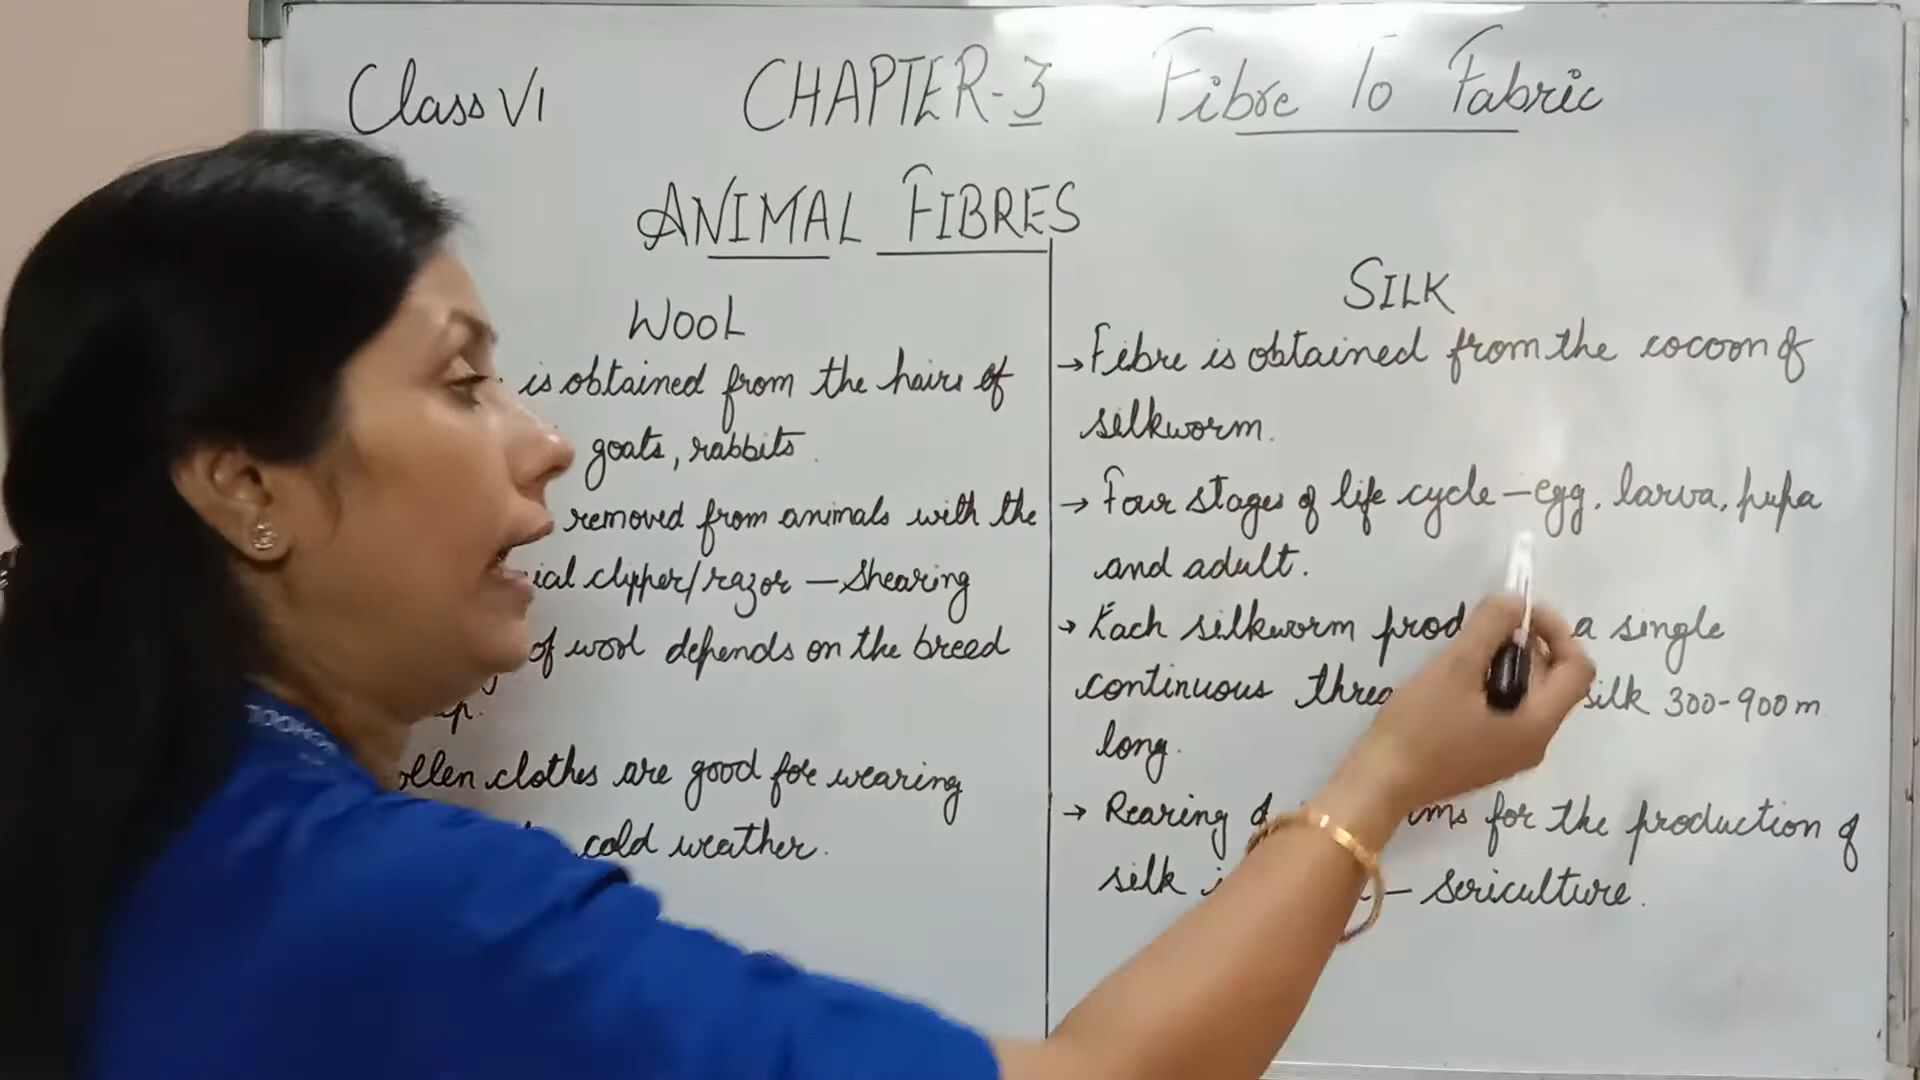 Class VI CHAPTER-3 Fibre To Fabric
ANIMAL FIBRES
WOOL
is obtained from the hairs of
goats, rabbits.
removed from animals with the
clipper/razor – shearing
of wool depends on the breed
clothes are good for wearing
cold weather.
SILK
→ Fibre is obtained from the cocoon of
silkworm.
→ Four stages of life cycle – egg, larva, pupa
and adult.
→ Each silkworm a single
continuous silk 300-900m
long.
→ Rearing for the production of
silk – sericulture.